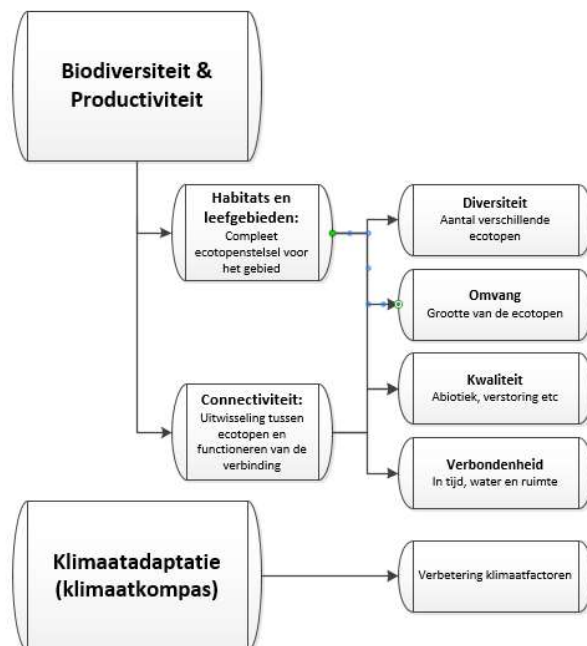 Biodiversiteit &
Productiviteit
Habitats en
leefgebieden:
Compleet
ecotopenstelsel voor
het gebied
Diversiteit
Aantal verschillende
ecotopen
Omvang
Grootte van de ecotopen
Kwaliteit
Abiotiek, verstoring etc
Connectiviteit:
Uitwisseling tussen
ecotopen en
functioneren van de
verbinding
Verbondenheid
In tijd, water en ruimte
Klimaatadaptatie
(klimaatkompas)
Verbetering klimaatfactoren